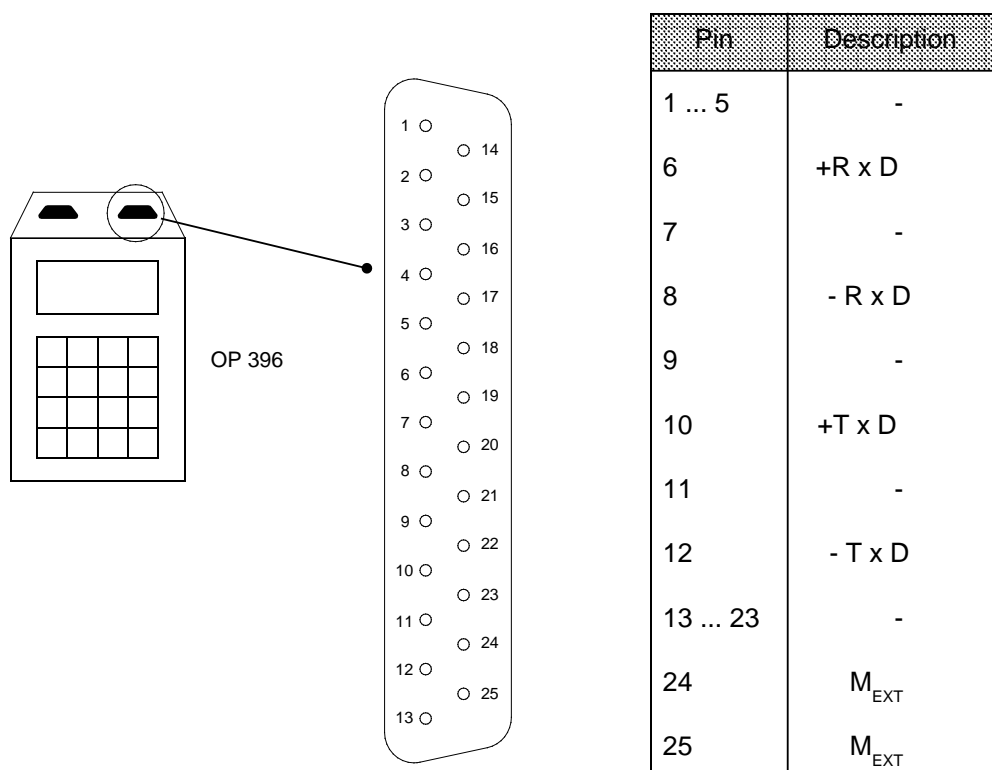 OP 396
1
14
2
15
3
16
4
17
5
18
6
19
7
20
8
21
9
22
10
23
11
24
12
25
13
Pin Description
1 ... 5 -
6 +R x D
7 -
8 - R x D
9 -
10 +T x D
11 -
12 - T x D
13 ... 23 -
24 MEXT
25 MEXT